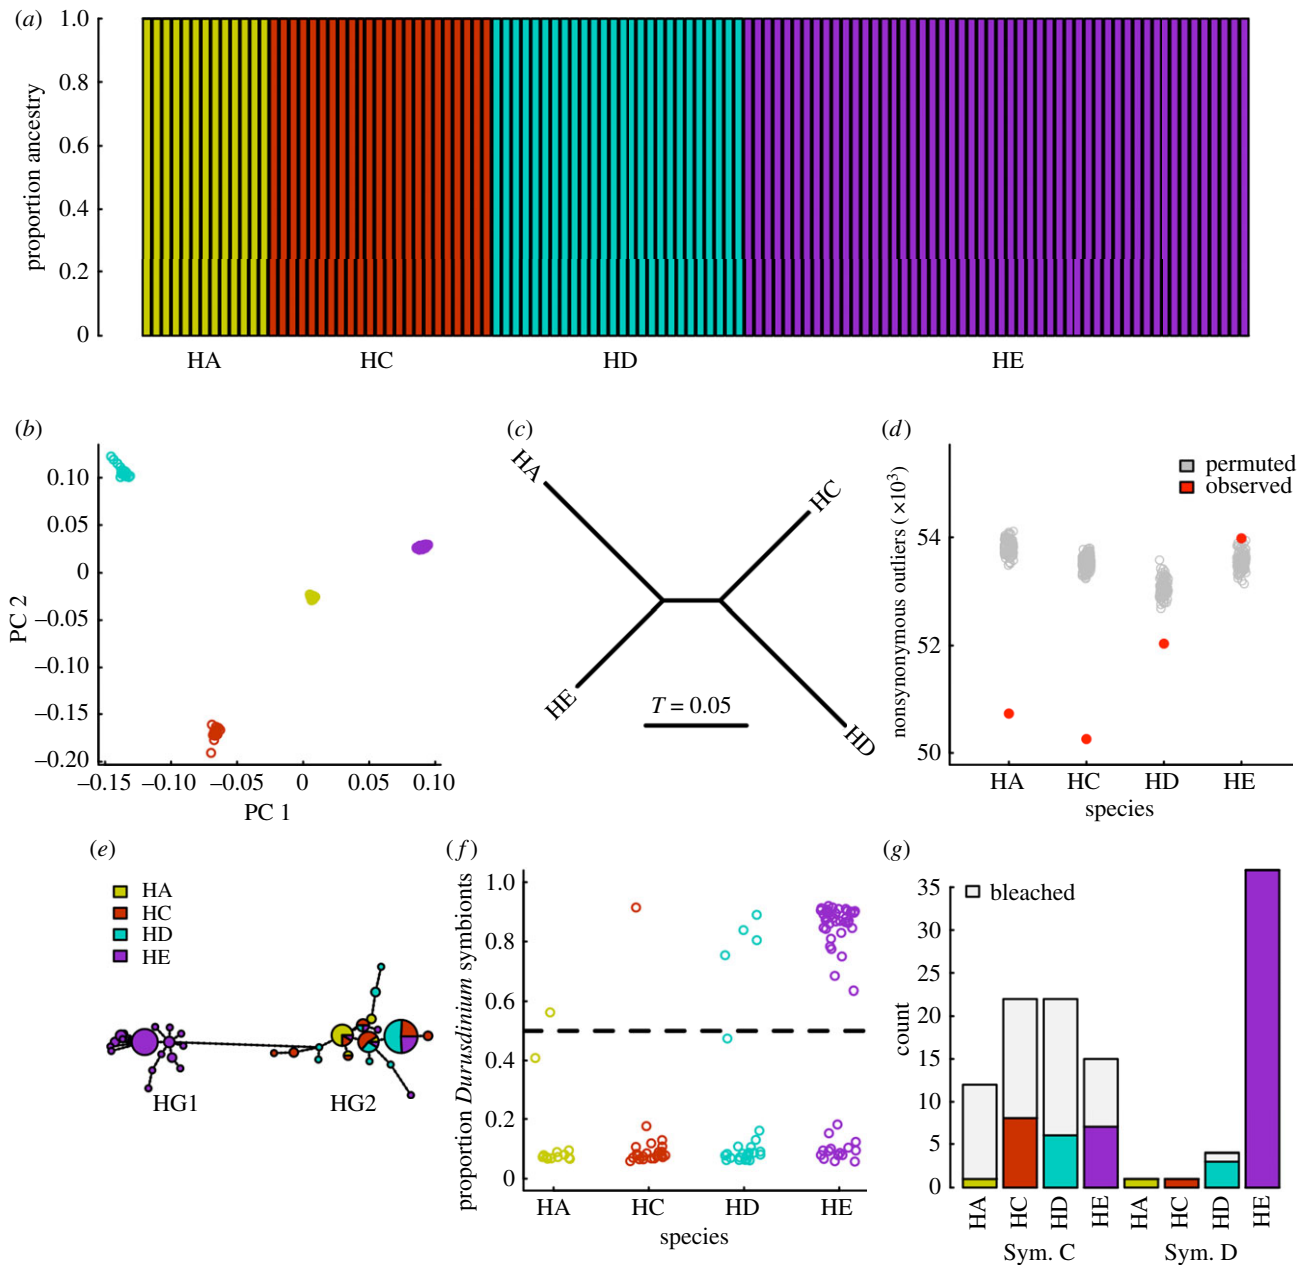 (a)
proportion ancestry
1.0
0.8
0.6
0.4
0.2
0
HA HC HD HE
(b)
PC 2
0.10
0.05
0
–0.05
–0.10
–0.15
–0.20
–0.15 –0.10 –0.05 0 0.05 0.10
PC 1
(c)
HA
HC
HE
HD
T = 0.05
(d)
nonsynonymous outliers (×10³)
permuted
observed
54
52
50
HA HC HD HE
species
(e)
HA
HC
HD
HE
HG1 HG2
(f)
proportion Durusdinium symbionts
1.0
0.8
0.6
0.4
0.2
0
HA HC HD HE
species
(g)
count
bleached
35
30
25
20
15
10
5
0
HA HC HD HE HA HC HD HE
Sym. C Sym. D